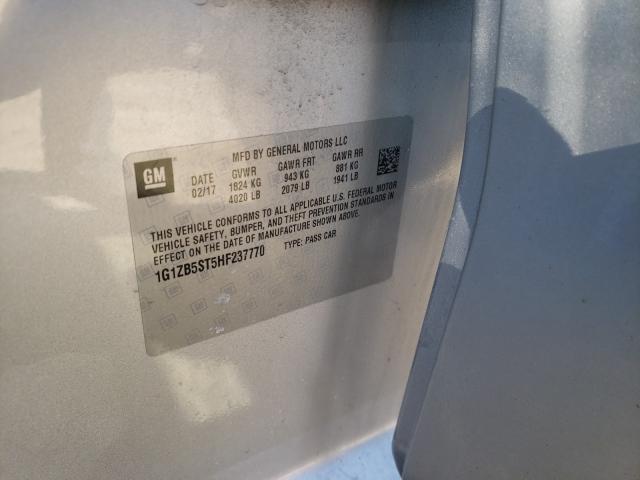 GM
MFD BY GENERAL MOTORS LLC
DATE GVWR GAWR FRT GAWR RR
02/17 1824 KG 943 KG 881 KG
4020 LB 2079 LB 1941 LB
THIS VEHICLE CONFORMS TO ALL APPLICABLE U.S. FEDERAL MOTOR
VEHICLE SAFETY, BUMPER, AND THEFT PREVENTION STANDARDS IN
EFFECT ON THE DATE OF MANUFACTURE SHOWN ABOVE.
1G1ZB5ST5HF237770 TYPE: PASS CAR